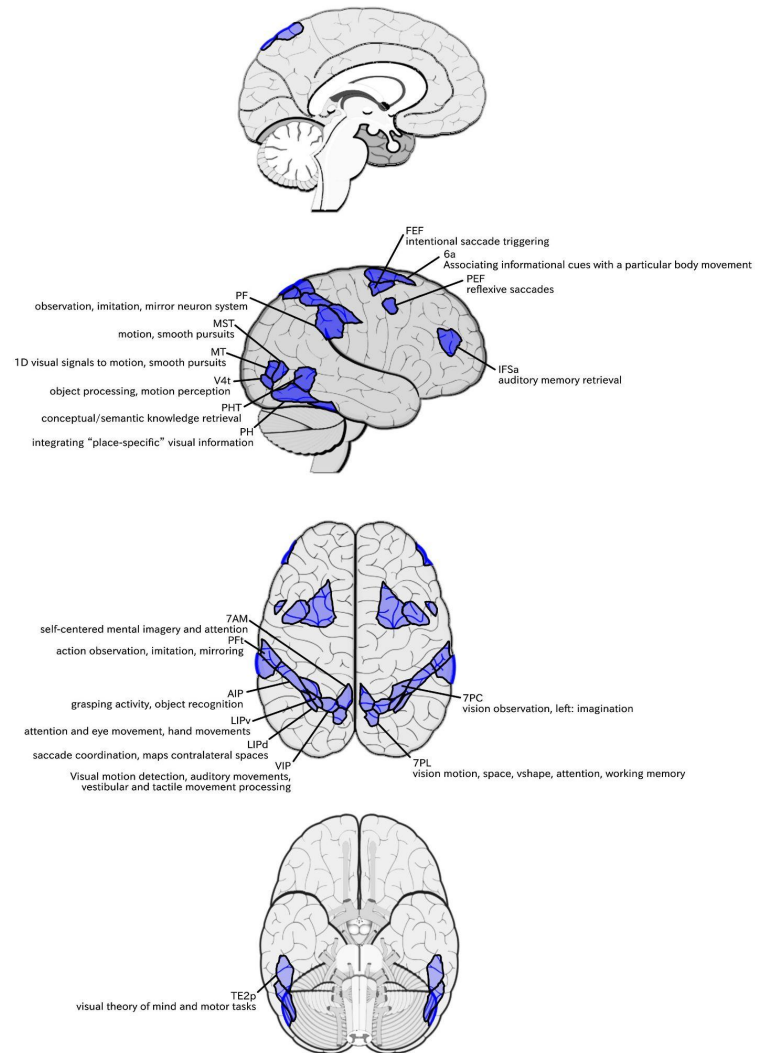 FEF
intentional saccade triggering
6a
Associating informational cues with a particular body movement
PEF
reflexive saccades
PF
observation, imitation, mirror neuron system
MST
motion, smooth pursuits
MT
1D visual signals to motion, smooth pursuits
V4t
object processing, motion perception
PHT
conceptual/semantic knowledge retrieval
PH
integrating “place-specific” visual information
IFSa
auditory memory retrieval
7AM
self-centered mental imagery and attention
PFt
action observation, imitation, mirroring
AIP
grasping activity, object recognition
LIPv
attention and eye movement, hand movements
LIPd
saccade coordination, maps contralateral spaces
VIP
Visual motion detection, auditory movements,
vestibular and tactile movement processing
7PC
vision observation, left: imagination
7PL
vision motion, space, vshape, attention, working memory
TE2p
visual theory of mind and motor tasks